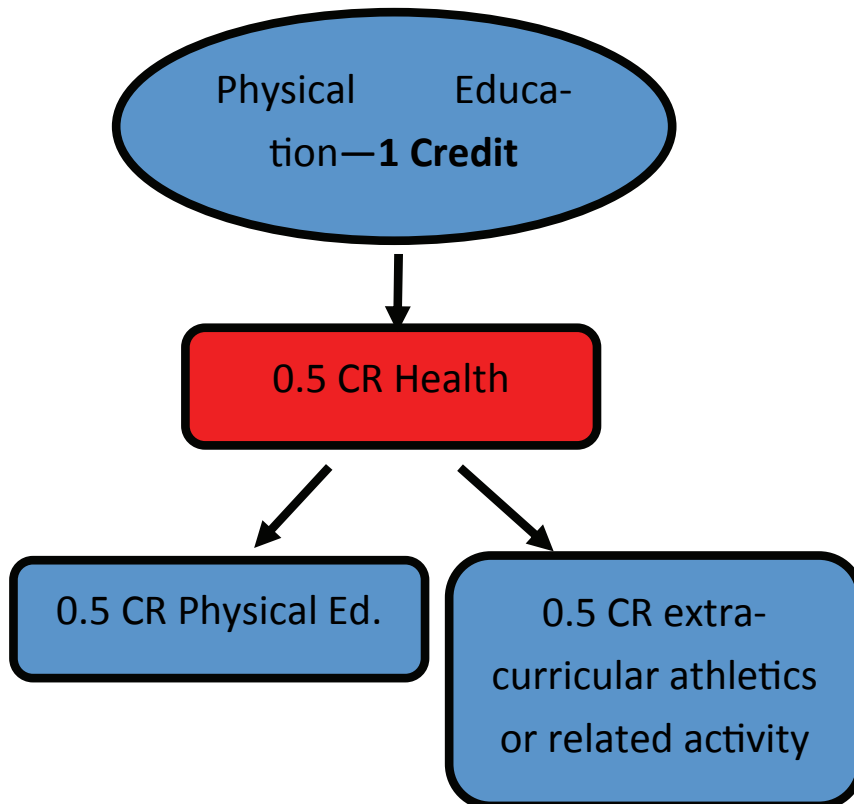 Physical Educa-
tion—1 Credit
0.5 CR Health
0.5 CR Physical Ed.
0.5 CR extra-
curricular athletics
or related activity